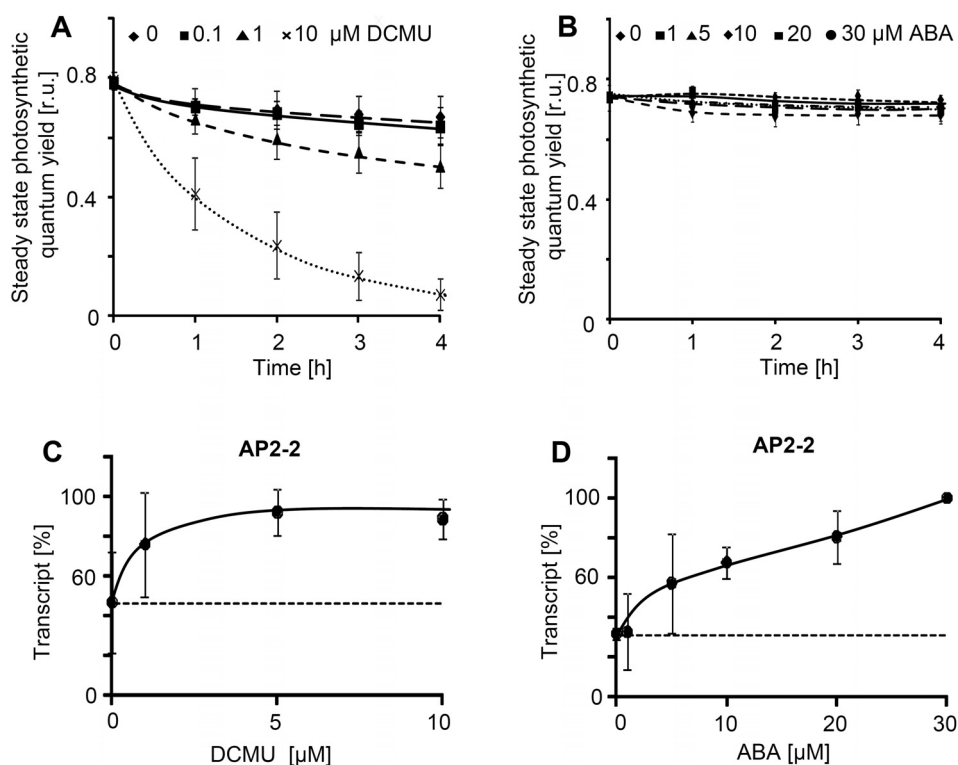 A
◆ 0 ■ 0.1 ▲ 1 × 10 μM DCMU
Steady state photosynthetic
quantum yield [r.u.]
0.8
0.4
0
0 1 2 3 4
Time [h]
B
◆ 0 ■ 1 ▲ 5 ◆ 10 ■ 20 ● 30 μM ABA
Steady state photosynthetic
quantum yield [r.u.]
0.8
0.4
0
0 1 2 3 4
Time [h]
C
AP2-2
Transcript [%]
100
60
0
0 5 10
DCMU [μM]
D
AP2-2
Transcript [%]
100
60
0
0 10 20 30
ABA [μM]